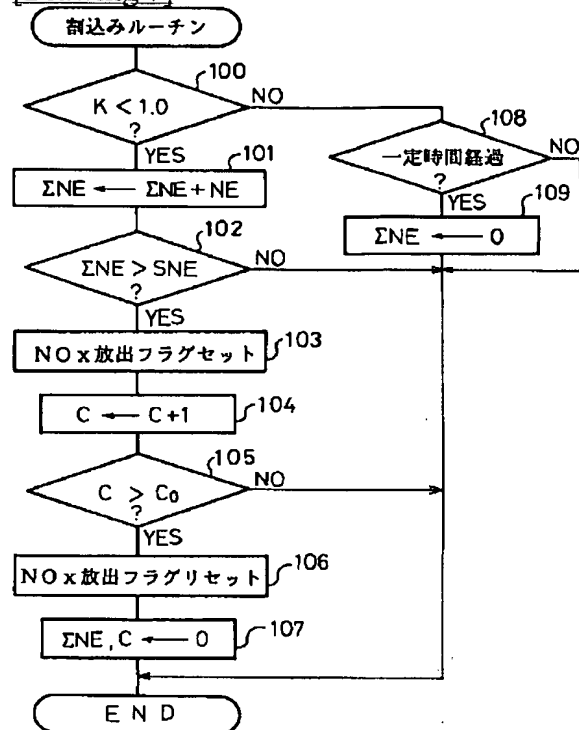 割込みルーチン
100
K < 1.0
?
NO
YES
101
ΣNE ← ΣNE + NE
102
ΣNE > SNE
?
NO
YES
NOx放出フラグセット
103
C ← C+1
104
105
C > C₀
?
NO
YES
NOx放出フラグリセット
106
ΣNE, C ← 0
107
END
108
一定時間経過
?
NO
YES
109
ΣNE ← 0